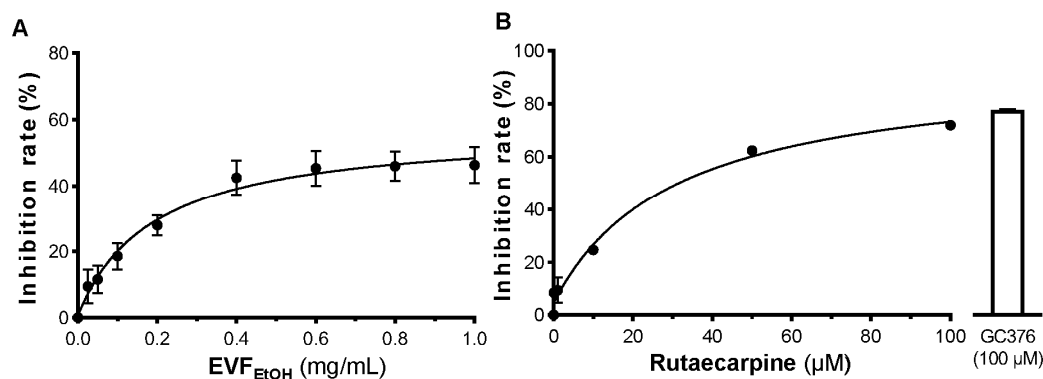 A
Inhibition rate (%)
80
60
40
20
0
0.0 0.2 0.4 0.6 0.8 1.0
EVF_EtOH (mg/mL)
B
Inhibition rate (%)
100
80
60
40
20
0
0 20 40 60 80 100
Rutaecarpine (µM)
GC376
(100 µM)